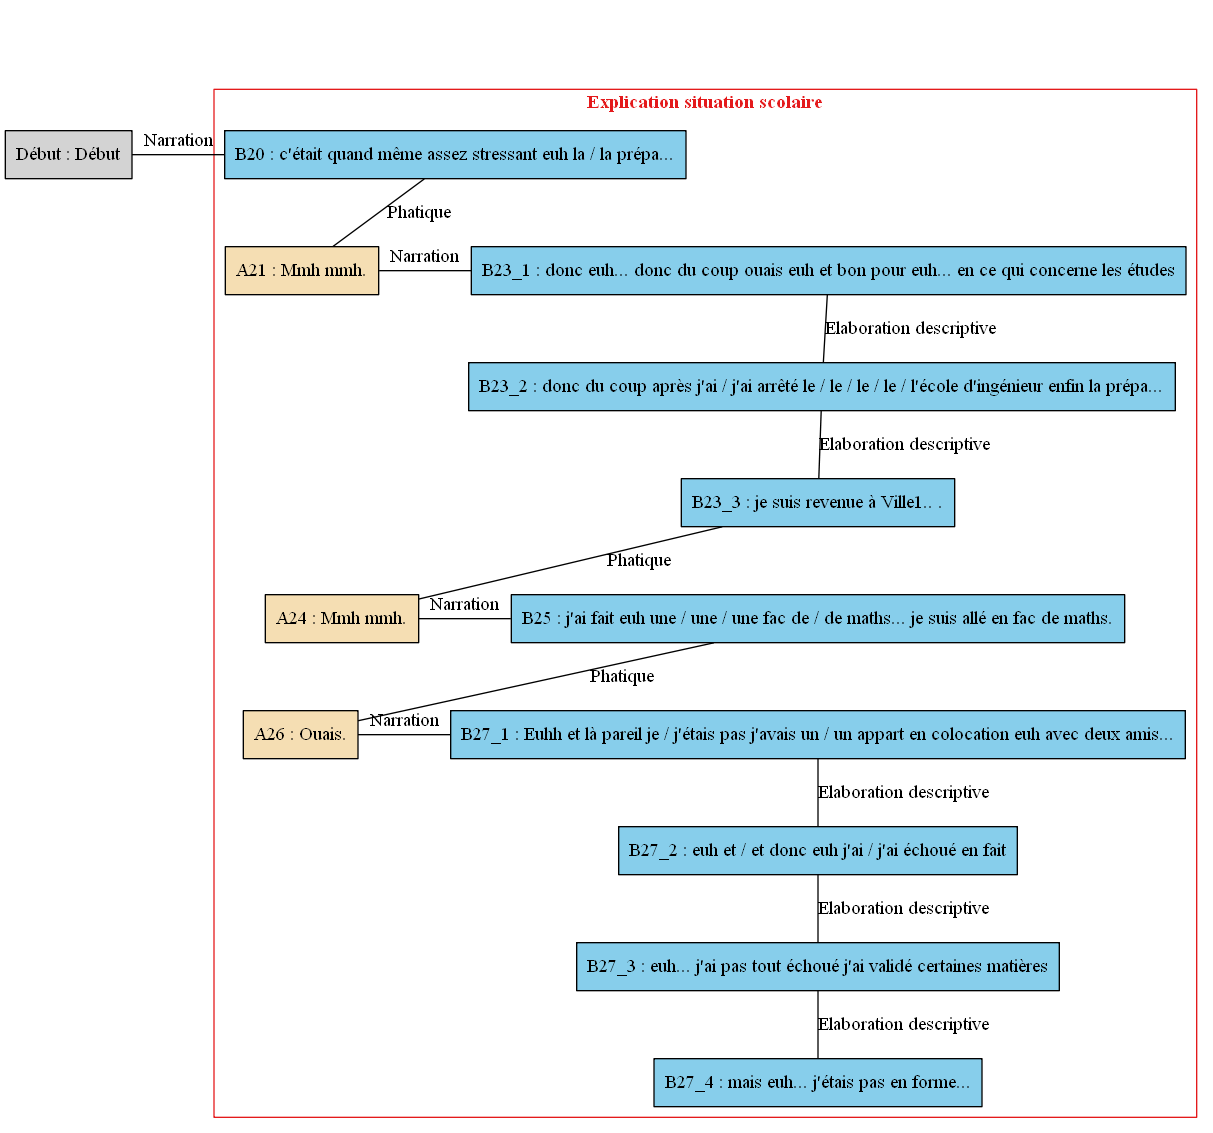 Explication situation scolaire
Début : Début
Narration
B20 : c'était quand même assez stressant euh la / la prépa...
Phatique
A21 : Mmh mmh.
Narration
B23_1 : donc euh... donc du coup ouais euh et bon pour euh... en ce qui concerne les études
Elaboration descriptive
B23_2 : donc du coup après j'ai / j'ai arrêté le / le / le / le / l'école d'ingénieur enfin la prépa...
Elaboration descriptive
B23_3 : je suis revenue à Ville1.. .
Phatique
A24 : Mmh mmh.
Narration
B25 : j'ai fait euh une / une / une fac de / de maths... je suis allé en fac de maths.
Phatique
A26 : Ouais.
Narration
B27_1 : Euhh et là pareil je / j'étais pas j'avais un / un appart en colocation euh avec deux amis...
Elaboration descriptive
B27_2 : euh et / et donc euh j'ai / j'ai échoué en fait
Elaboration descriptive
B27_3 : euh... j'ai pas tout échoué j'ai validé certaines matières
Elaboration descriptive
B27_4 : mais euh... j'étais pas en forme...